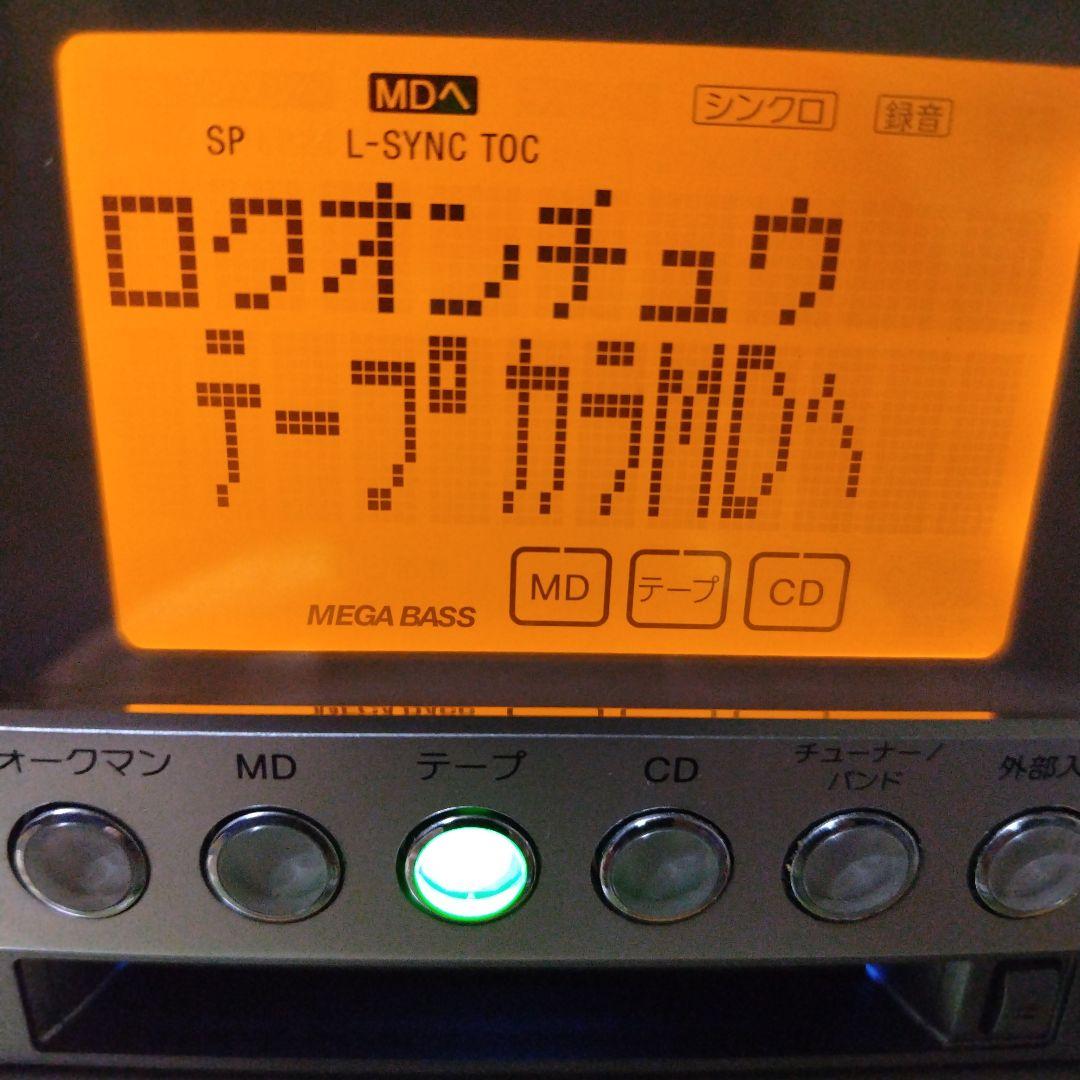 MDへ シンクロ 録音
SP L-SYNC TOC
ロクオンチュウ
テープ カラMDへ
MEGA BASS MD テープ CD
オークマン MD テープ CD チューナー/ 外部入
バンド